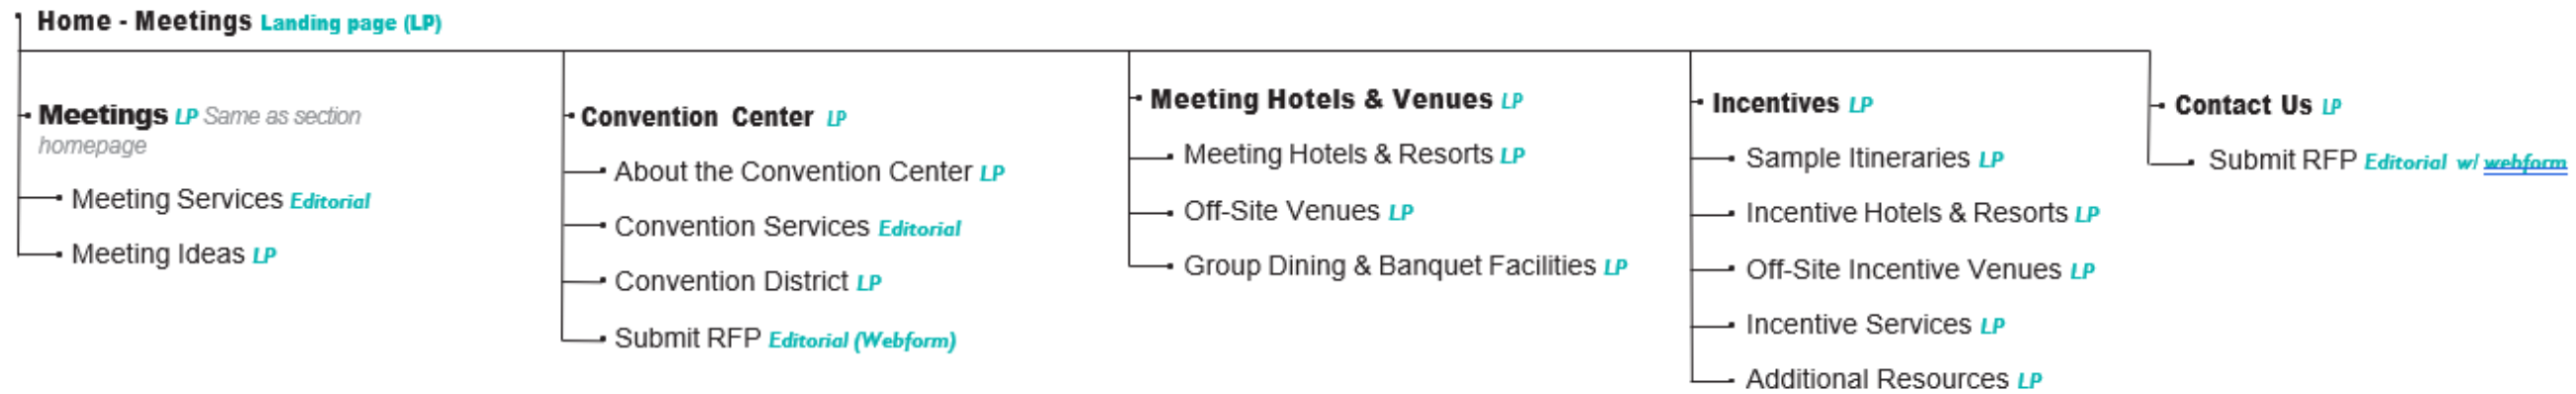 Home - Meetings Landing page (LP)
Meetings LP Same as section
homepage
Meeting Services Editorial
Meeting Ideas LP
Convention Center LP
About the Convention Center LP
Convention Services Editorial
Convention District LP
Submit RFP Editorial (Webform)
Meeting Hotels & Venues LP
Meeting Hotels & Resorts LP
Off-Site Venues LP
Group Dining & Banquet Facilities LP
Incentives LP
Sample Itineraries LP
Incentive Hotels & Resorts LP
Off-Site Incentive Venues LP
Incentive Services LP
Additional Resources LP
Contact Us LP
Submit RFP Editorial w/ webform